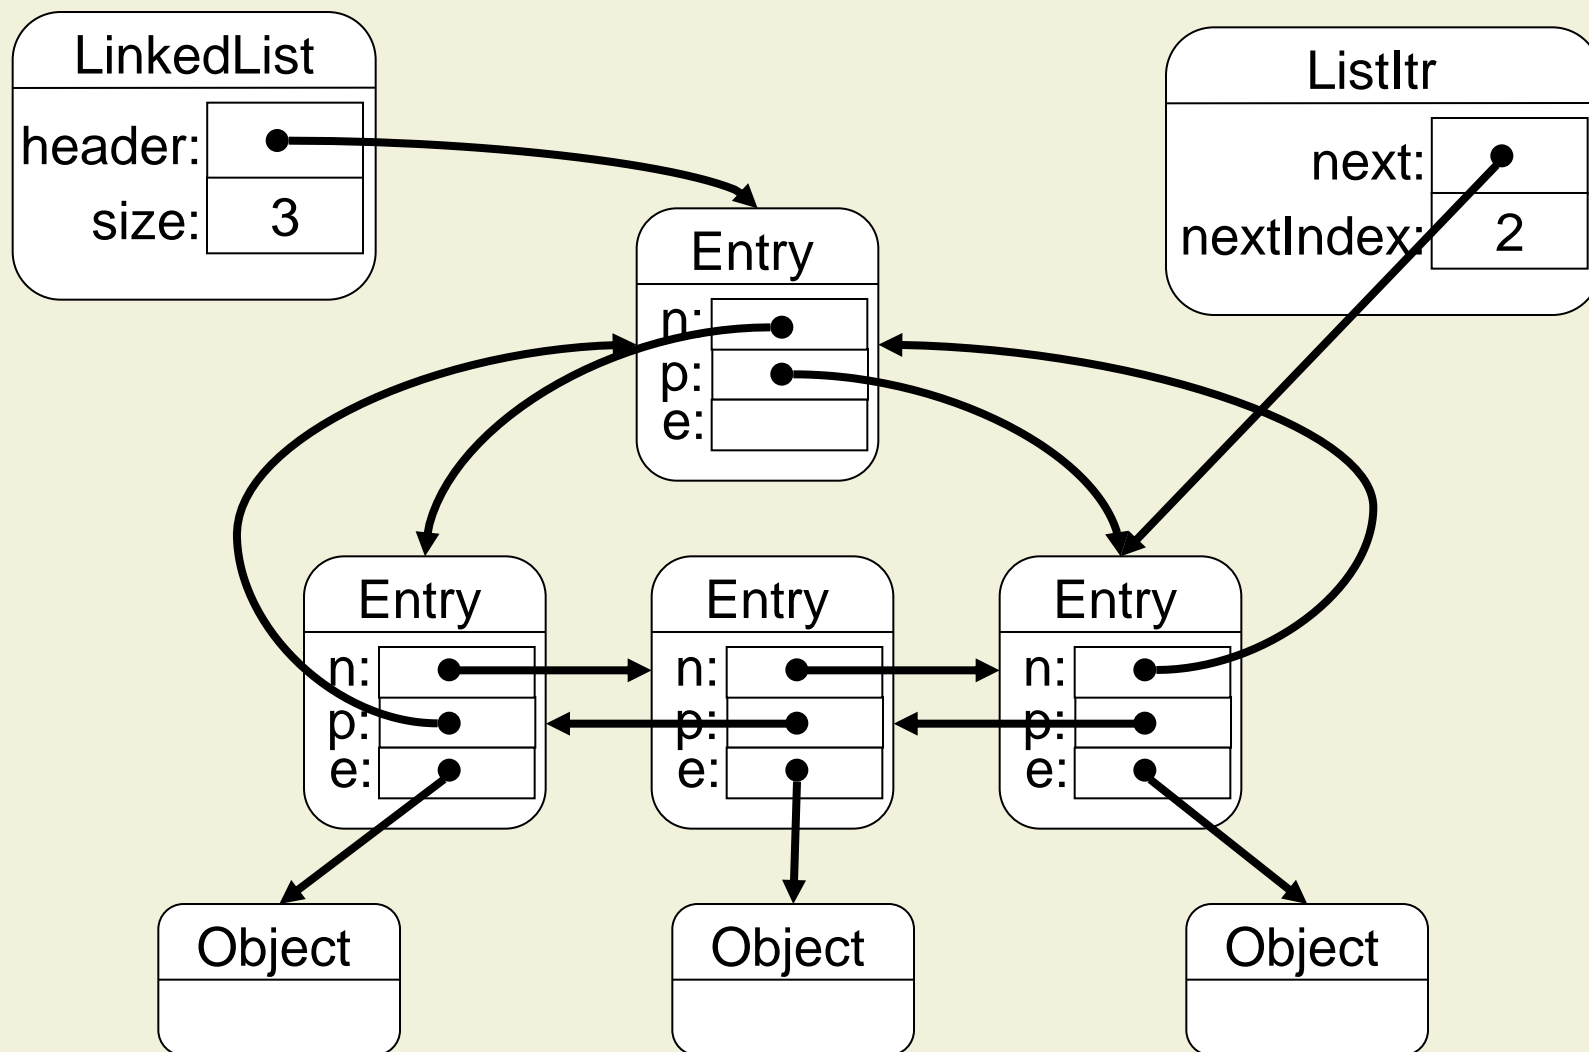 LinkedList
header:
size: 3
ListItr
next:
nextIndex: 2
Entry
n:
p:
e:
Entry
n:
p:
e:
Entry
n:
p:
e:
Entry
n:
p:
e:
Object
Object
Object